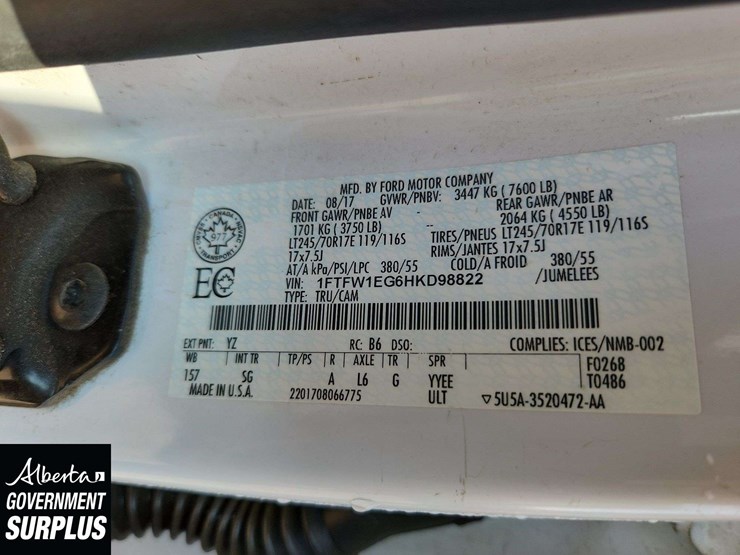 MFD. BY FORD MOTOR COMPANY
DATE: 08/17 GVWR/PNBV: 3447 KG ( 7600 LB)
FRONT GAWR/PNBE AV -- REAR GAWR/PNBE AR
1701 KG ( 3750 LB) 2064 KG ( 4550 LB)
LT245/70R17E 119/116S TIRES/PNEUS LT245/70R17E 119/116S
17x7.5J RIMS/JANTES 17x7.5J
AT/A kPa/PSI/LPC 380/55 COLD/A FROID 380/55
VIN: 1FTFW1EG6HKD98822 /JUMELEES
TYPE: TRU/CAM
CANADA
977
TRANSPORT
EC
EXT PNT: YZ RC: B6 DSO: COMPLIES: ICES/NMB-002
WB INT TR TP/PS R AXLE TR SPR F0268
157 SG A L6 G YYEE T0486
MADE IN U.S.A. 2201708066775 ULT ▽5U5A-3520472-AA
Alberta
GOVERNMENT
SURPLUS